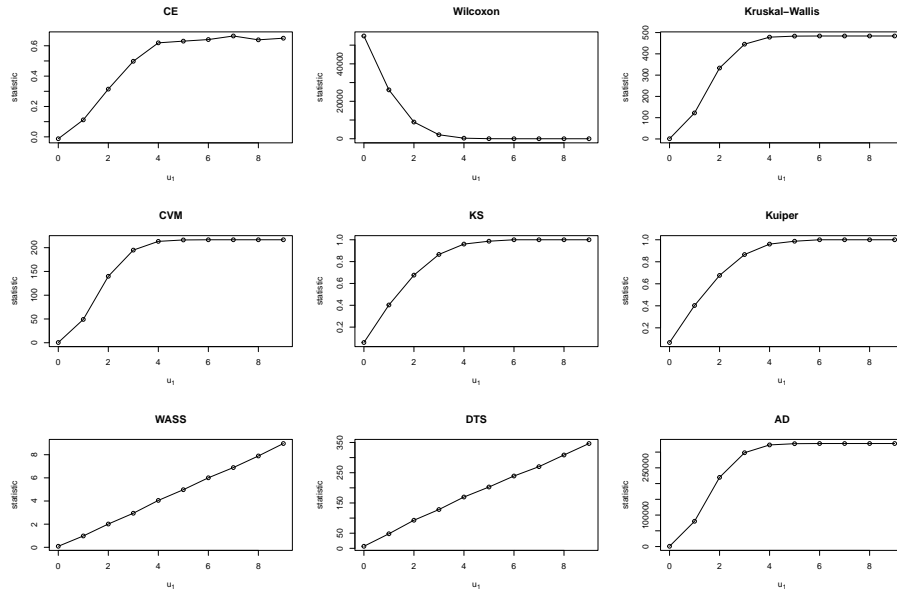 CE
statistic
0.0 0.2 0.4 0.6
0 2 4 6 8
u1
Wilcoxon
statistic
0 20000 40000
0 2 4 6 8
u1
Kruskal−Wallis
statistic
0 100 200 300 400 500
0 2 4 6 8
u1
CVM
statistic
0 50 100 150 200
0 2 4 6 8
u1
KS
statistic
0.2 0.4 0.6 0.8 1.0
0 2 4 6 8
u1
Kuiper
statistic
0.2 0.4 0.6 0.8 1.0
0 2 4 6 8
u1
WASS
statistic
0 2 4 6 8
0 2 4 6 8
u1
DTS
statistic
0 50 150 250 350
0 2 4 6 8
u1
AD
statistic
0 100000 250000
0 2 4 6 8
u1